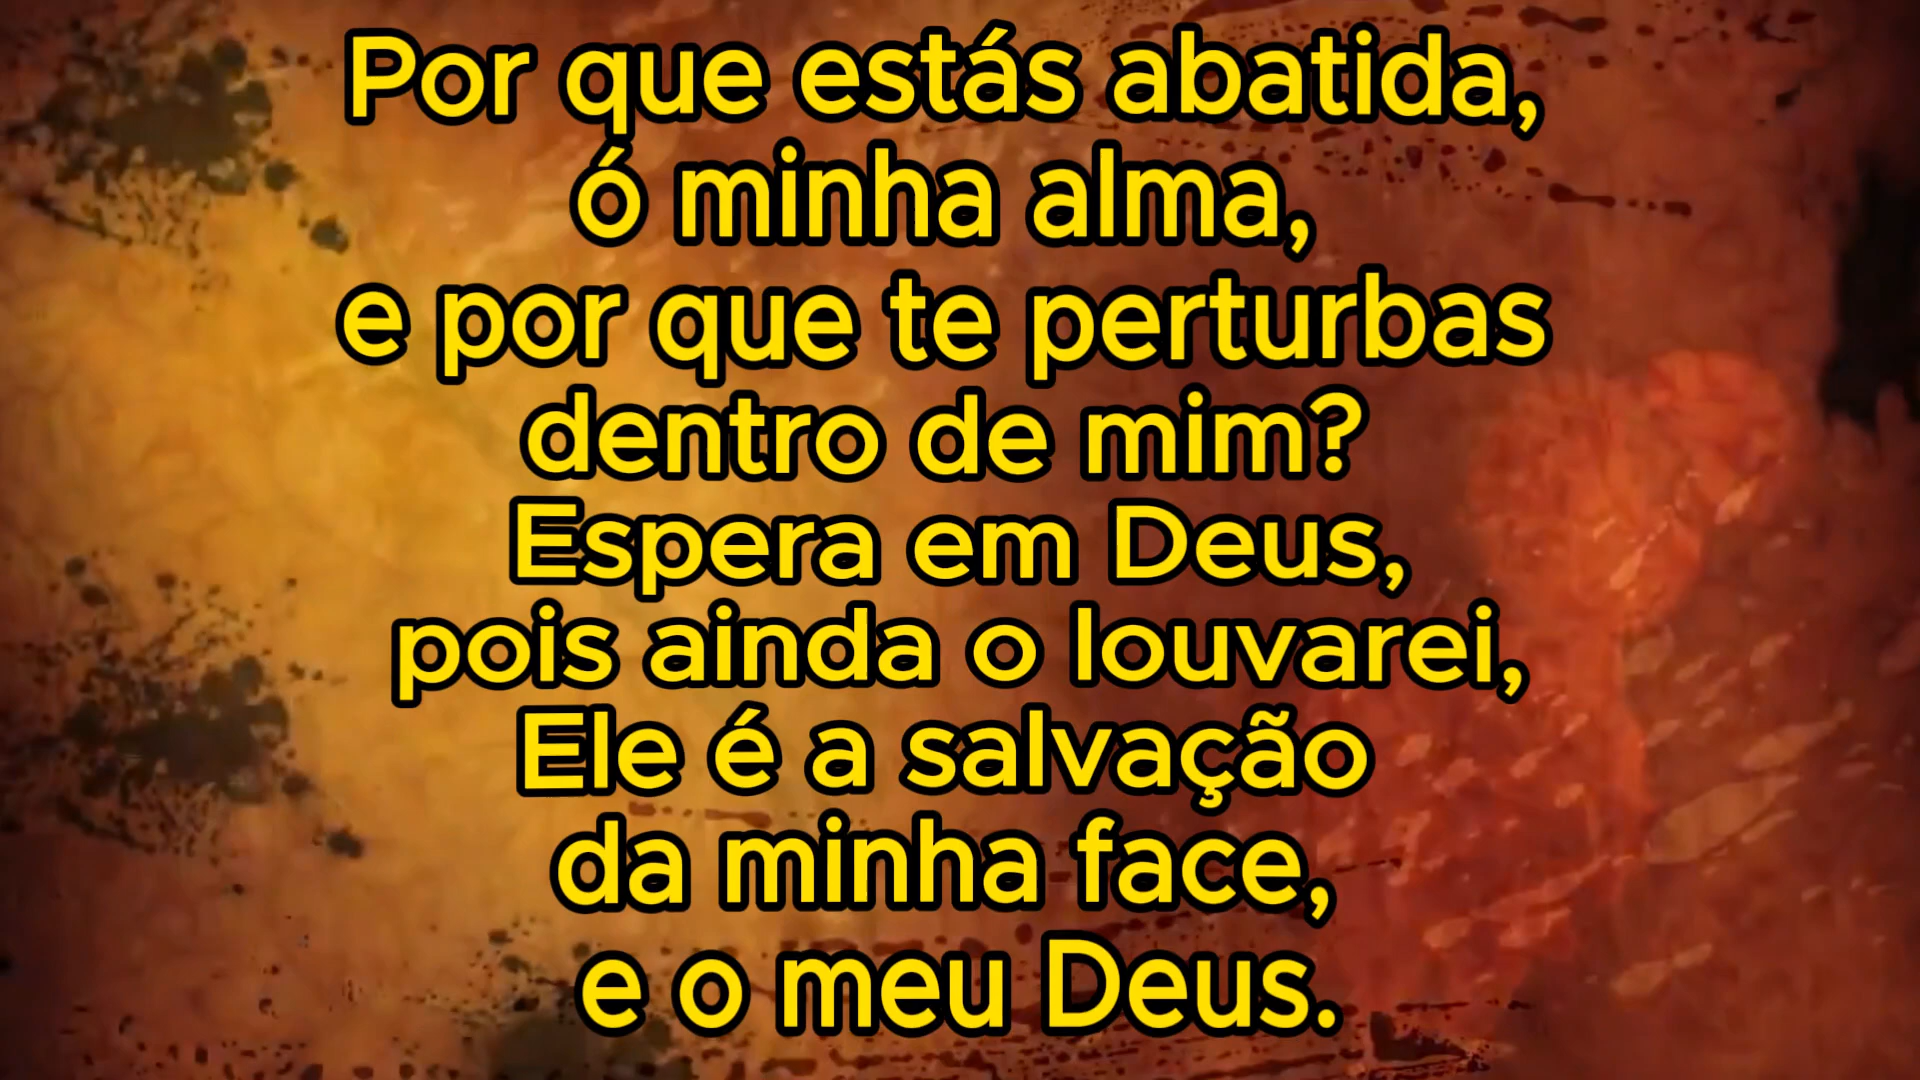 Por que estás abatida,
ó minha alma,
e por que te perturbas
dentro de mim?
Espera em Deus,
pois ainda o louvarei,
Ele é a salvação
da minha face,
e o meu Deus.